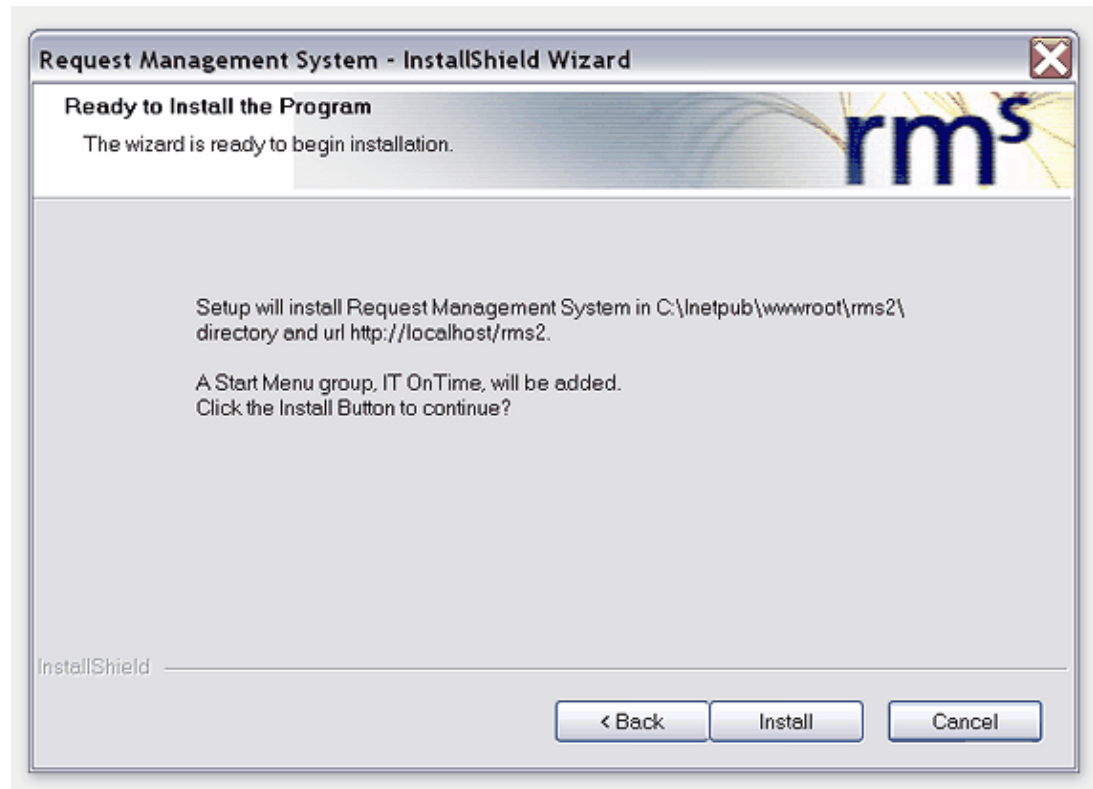 Request Management System - InstallShield Wizard
Ready to Install the Program
The wizard is ready to begin installation.
rms
Setup will install Request Management System in C:\Inetpub\wwwroot\rms2\
directory and url http://localhost/rms2.
A Start Menu group, IT OnTime, will be added.
Click the Install Button to continue?
InstallShield
< Back
Install
Cancel